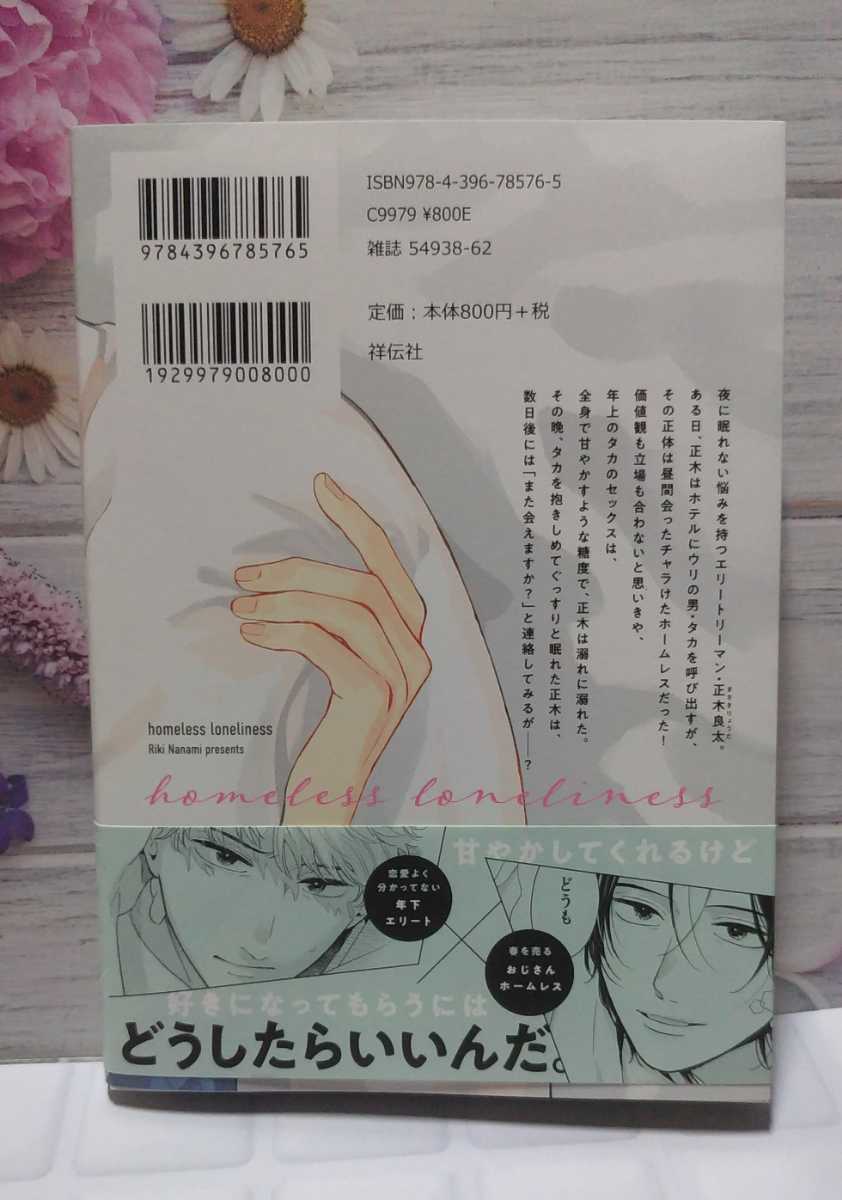 ISBN978-4-396-78576-5
C9979 ¥800E
雑誌 54938-62
9784396785765
定価：本体800円＋税
祥伝社
1929979008000
夜に眠れない悩みを持つエリートリーマン・正木良太。
まさきりょうた
ある日、正木はホテルにウリの男・タカを呼び出すが、
その正体は昼間会ったチャラけたホームレスだった！
価値観も立場も合わないと思いきや、
年上のタカのセックスは、
全身で甘やかすような糖度で、正木は溺れに溺れた。
その晩、タカを抱きしめてぐっすりと眠れた正木は、
数日後には「また会えますか？」と連絡してみるが──？
homeless loneliness
Riki Nanami presents
homeless loneliness
甘やかしてくれるけど
恋愛よく
分かってない
年下
エリート
どうも
春を売る
おじさん
ホームレス
好きになってもらうには
どうしたらいいんだ。